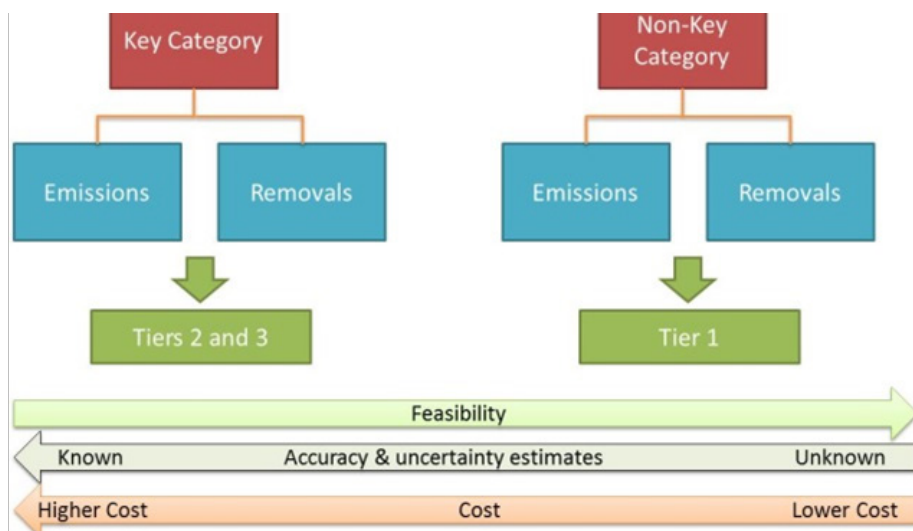 Key Category
Non-Key
Category
Emissions
Removals
Emissions
Removals
Tiers 2 and 3
Tier 1
Feasibility
Known
Accuracy & uncertainty estimates
Unknown
Higher Cost
Cost
Lower Cost